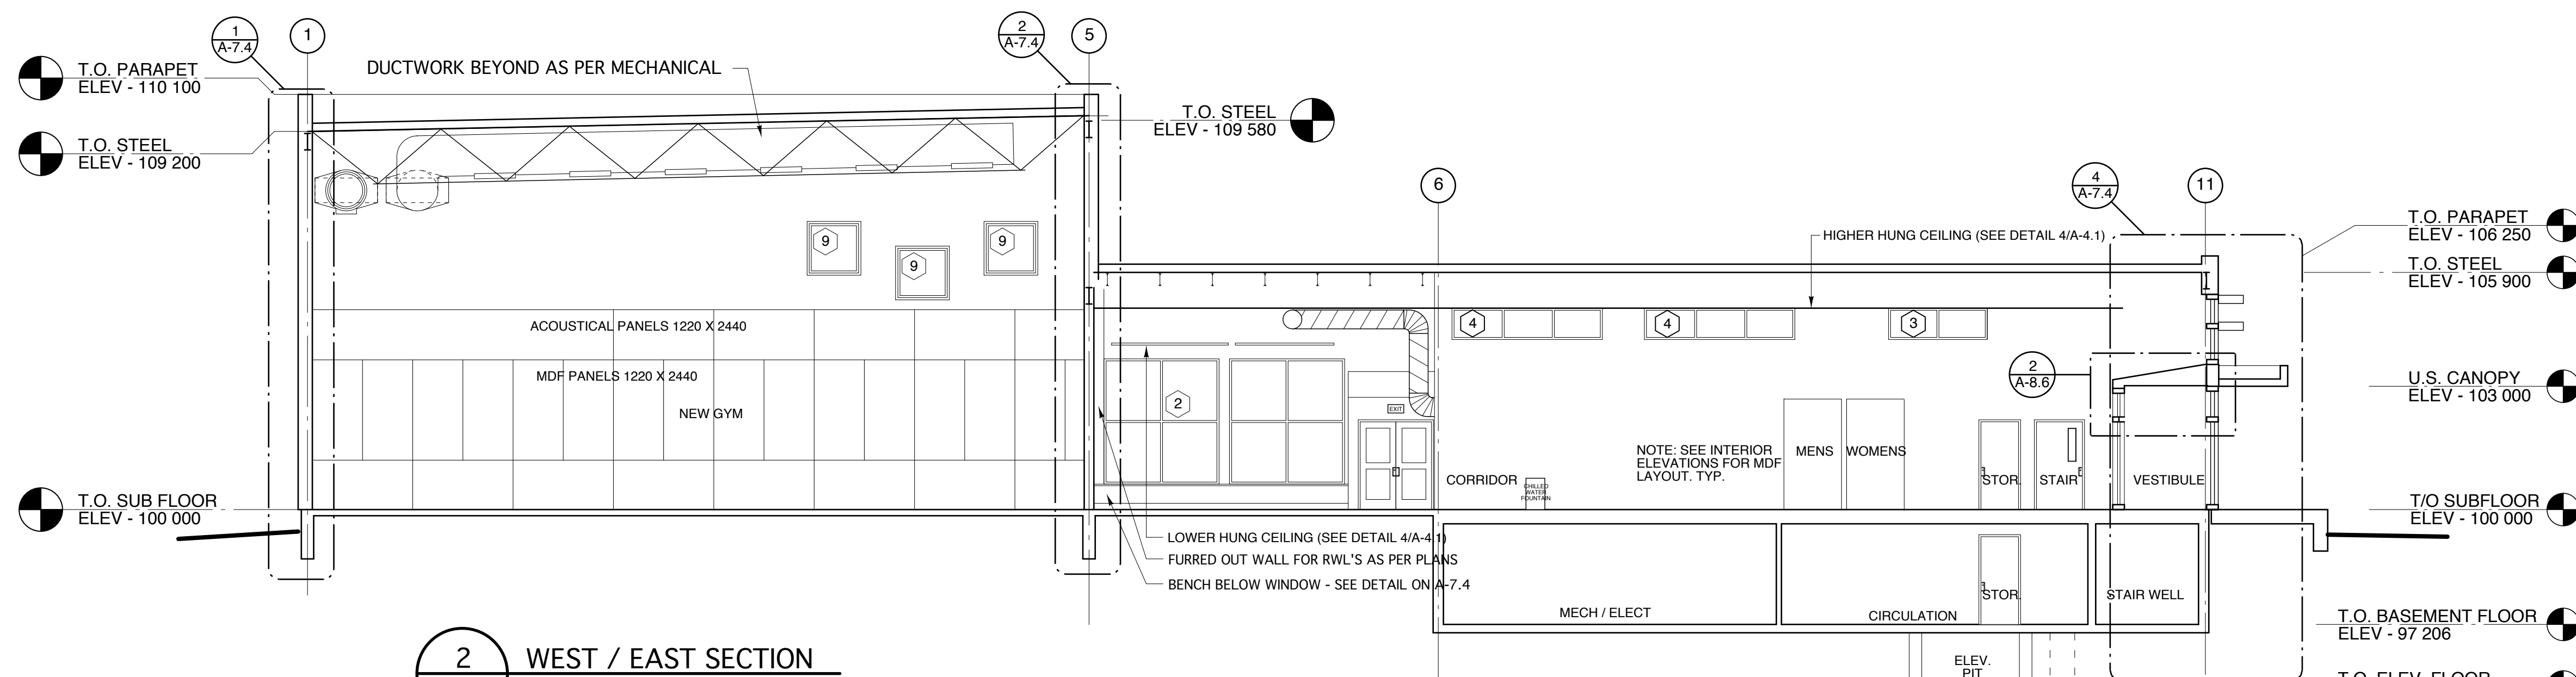 1
A-7.4
1
2
A-7.4
5
T.O. PARAPET
ELEV - 110 100
DUCTWORK BEYOND AS PER MECHANICAL
T.O. STEEL
ELEV - 109 580
T.O. STEEL
ELEV - 109 200
6
4
A-7.4
11
9
9
9
HIGHER HUNG CEILING (SEE DETAIL 4/A-4.1)
T.O. PARAPET
ELEV - 106 250
T.O. STEEL
ELEV - 105 900
ACOUSTICAL PANELS 1220 X 2440
4
4
3
MDF PANELS 1220 X 2440
2
A-8.6
U.S. CANOPY
ELEV - 103 000
NEW GYM
2
EXIT
NOTE: SEE INTERIOR
ELEVATIONS FOR MDF
LAYOUT. TYP.
MENS
WOMENS
CORRIDOR
CHILLED
WATER
FOUNTAIN
STOR.
STAIR
VESTIBULE
T.O. SUB FLOOR
ELEV - 100 000
T/O SUBFLOOR
ELEV - 100 000
LOWER HUNG CEILING (SEE DETAIL 4/A-4.1)
FURRED OUT WALL FOR RWL'S AS PER PLANS
BENCH BELOW WINDOW - SEE DETAIL ON A-7.4
MECH / ELECT
CIRCULATION
STOR.
STAIR WELL
T.O. BASEMENT FLOOR
ELEV - 97 206
2
WEST / EAST SECTION
ELEV.
PIT
T.O. ELEV. FLOOR